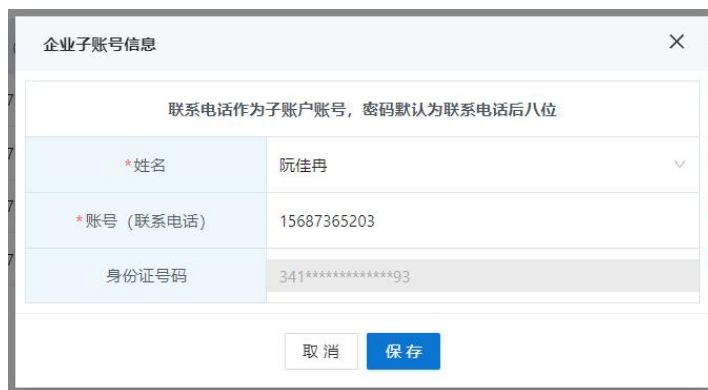 企业子账号信息
联系电话作为子账户账号，密码默认为联系电话后八位
*姓名 阮佳冉
*账号（联系电话） 15687365203
身份证号码 341*************93
取消 保存